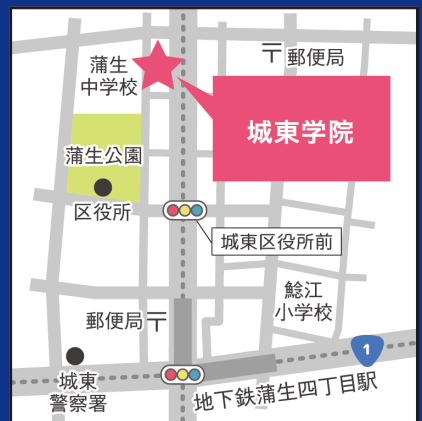 蒲生
中学校
〒郵便局
城東学院
蒲生公園
区役所
城東区役所前
鯰江
小学校
郵便局〒
1
城東
警察署
地下鉄蒲生四丁目駅